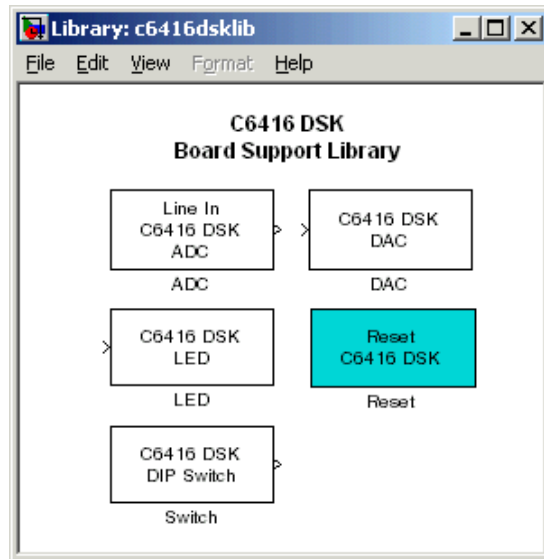 Library: c6416dsklib
File Edit View Format Help
C6416 DSK
Board Support Library
Line In
C6416 DSK
ADC
ADC
C6416 DSK
DAC
DAC
C6416 DSK
LED
LED
Reset
C6416 DSK
Reset
C6416 DSK
DIP Switch
Switch